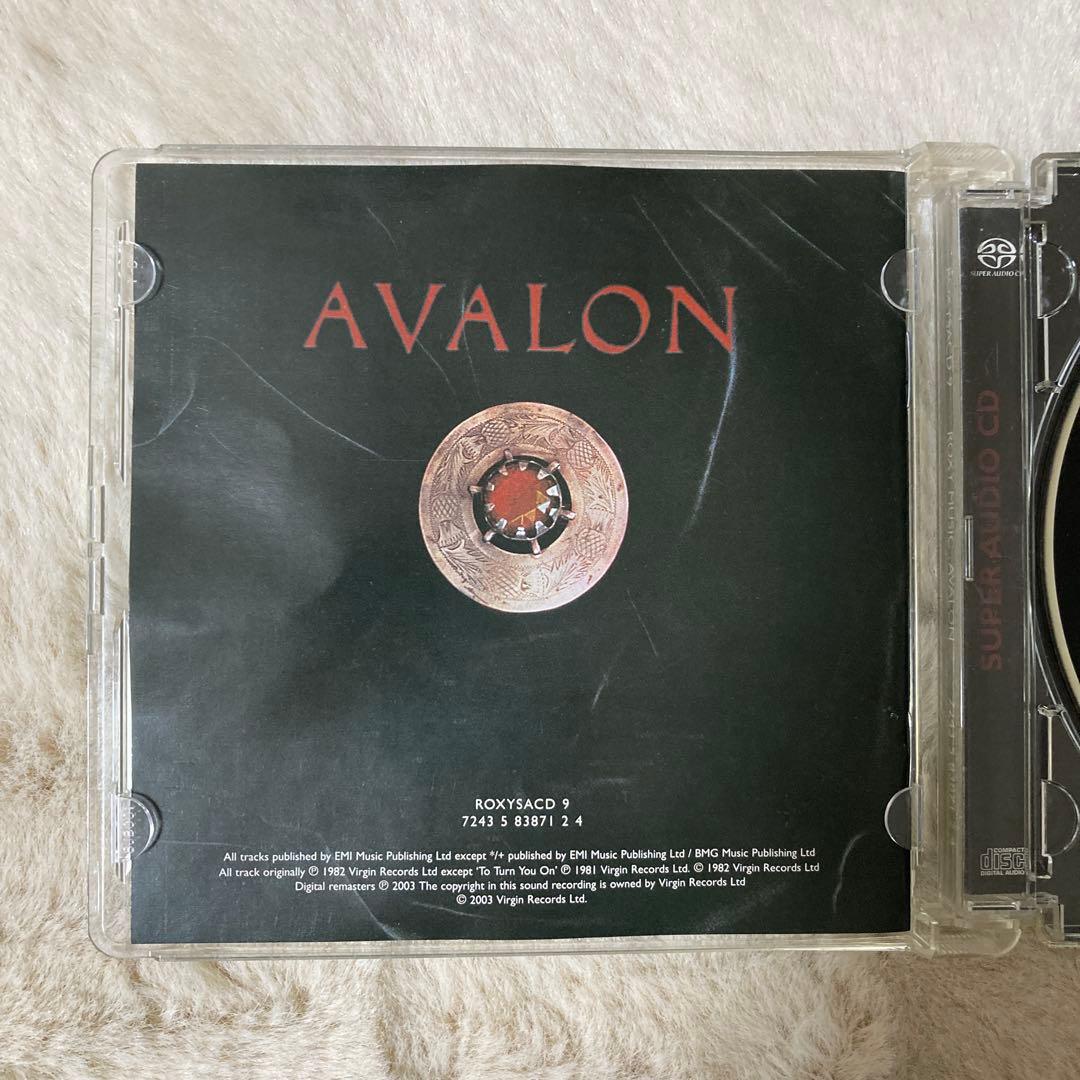 AVALON
ROXYSACD 9
7243 5 83871 2 4
All tracks published by EMI Music Publishing Ltd except */+ published by EMI Music Publishing Ltd / BMG Music Publishing Ltd
All track originally ℗ 1982 Virgin Records Ltd except 'To Turn You On' ℗ 1981 Virgin Records Ltd. © 1982 Virgin Records Ltd
Digital remasters ℗ 2003 The copyright in this sound recording is owned by Virgin Records Ltd
© 2003 Virgin Records Ltd.
SUPER AUDIO CD
ROXY MUSIC · AVALON
SUPER AUDIO CD
COMPACT
disc
DIGITAL AUDIO